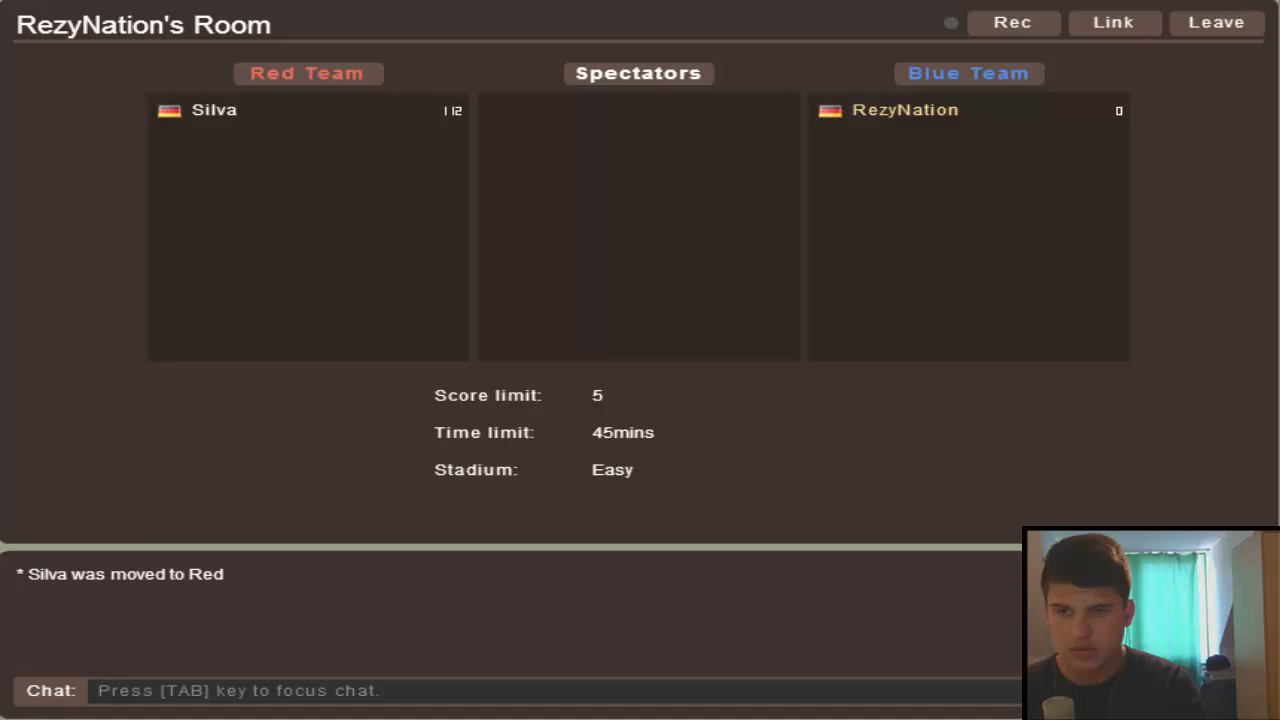 RezyNation's Room
Rec
Link
Leave
Red Team
Spectators
Blue Team
Silva 112
RezyNation 0
Score limit: 5
Time limit: 45mins
Stadium: Easy
* Silva was moved to Red
Chat: Press [TAB] key to focus chat.